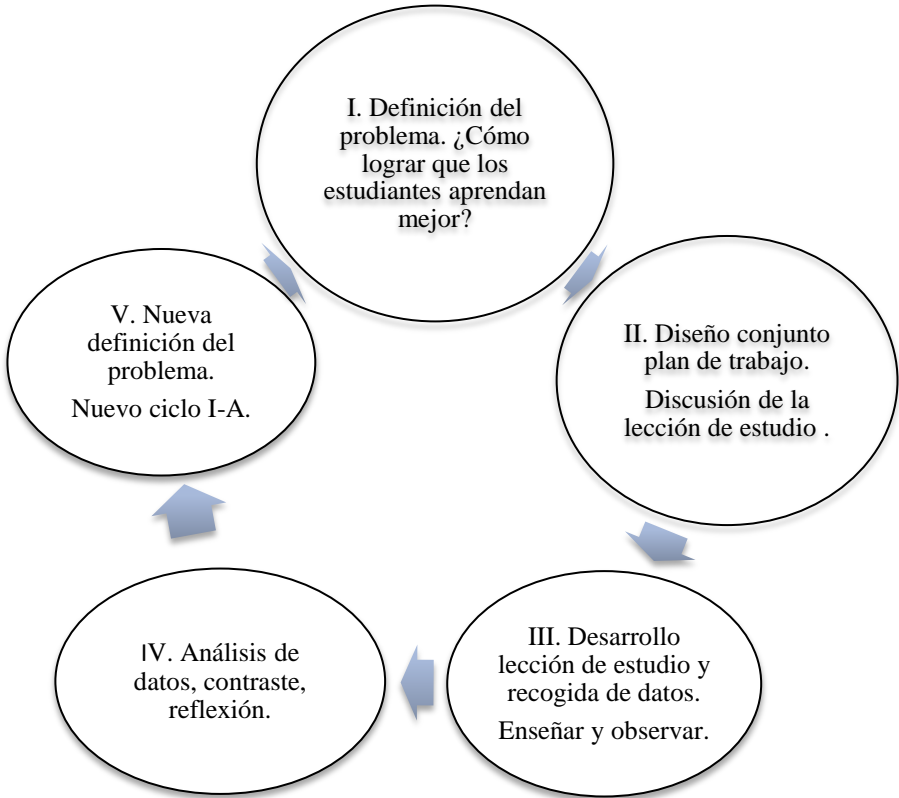 I. Definición del
problema. ¿Cómo
lograr que los
estudiantes aprendan
mejor?
II. Diseño conjunto
plan de trabajo.
Discusión de la
lección de estudio .
III. Desarrollo
lección de estudio y
recogida de datos.
Enseñar y observar.
IV. Análisis de
datos, contraste,
reflexión.
V. Nueva
definición del
problema.
Nuevo ciclo I-A.